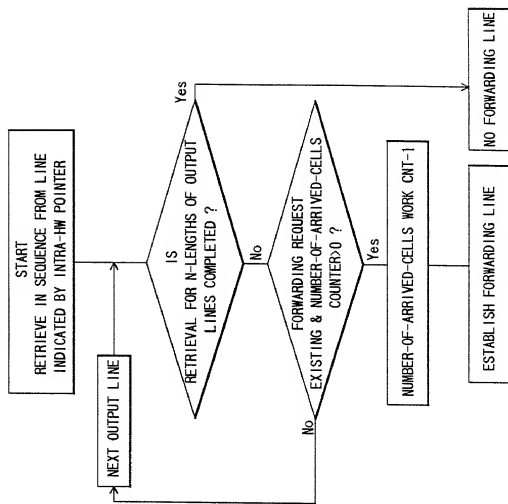 START
RETRIEVE IN SEQUENCE FROM LINE
INDICATED BY INTRA-HW POINTER
NEXT OUTPUT LINE
IS
RETRIEVAL FOR N-LENGTHS OF OUTPUT
LINES COMPLETED ?
Yes
No
FORWARDING REQUEST
EXISTING & NUMBER-OF-ARRIVED-CELLS
COUNTER>0 ?
No
Yes
NUMBER-OF-ARRIVED-CELLS WORK CNT-1
ESTABLISH FORWARDING LINE
NO FORWARDING LINE